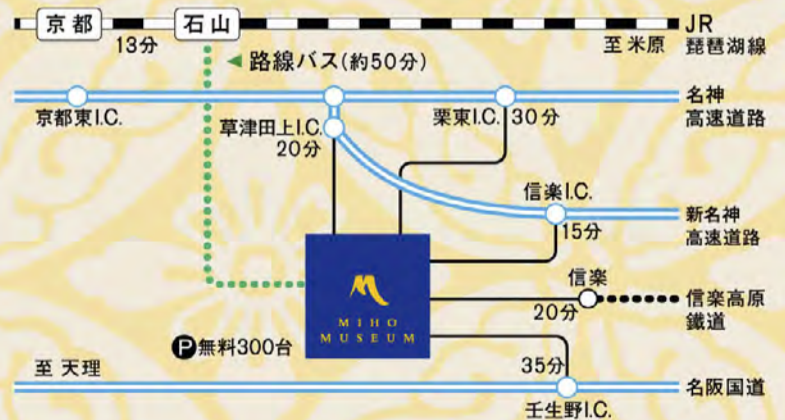 京都
石山
JR
琵琶湖線
13分
至 米原
◀ 路線バス(約50分)
名神
高速道路
京都東I.C.
草津田上I.C.
20分
栗東I.C.
30分
信楽I.C.
15分
新名神
高速道路
信楽
20分
信楽高原
鐵道
MIHO
MUSEUM
P無料300台
35分
至 天理
名阪国道
壬生野I.C.